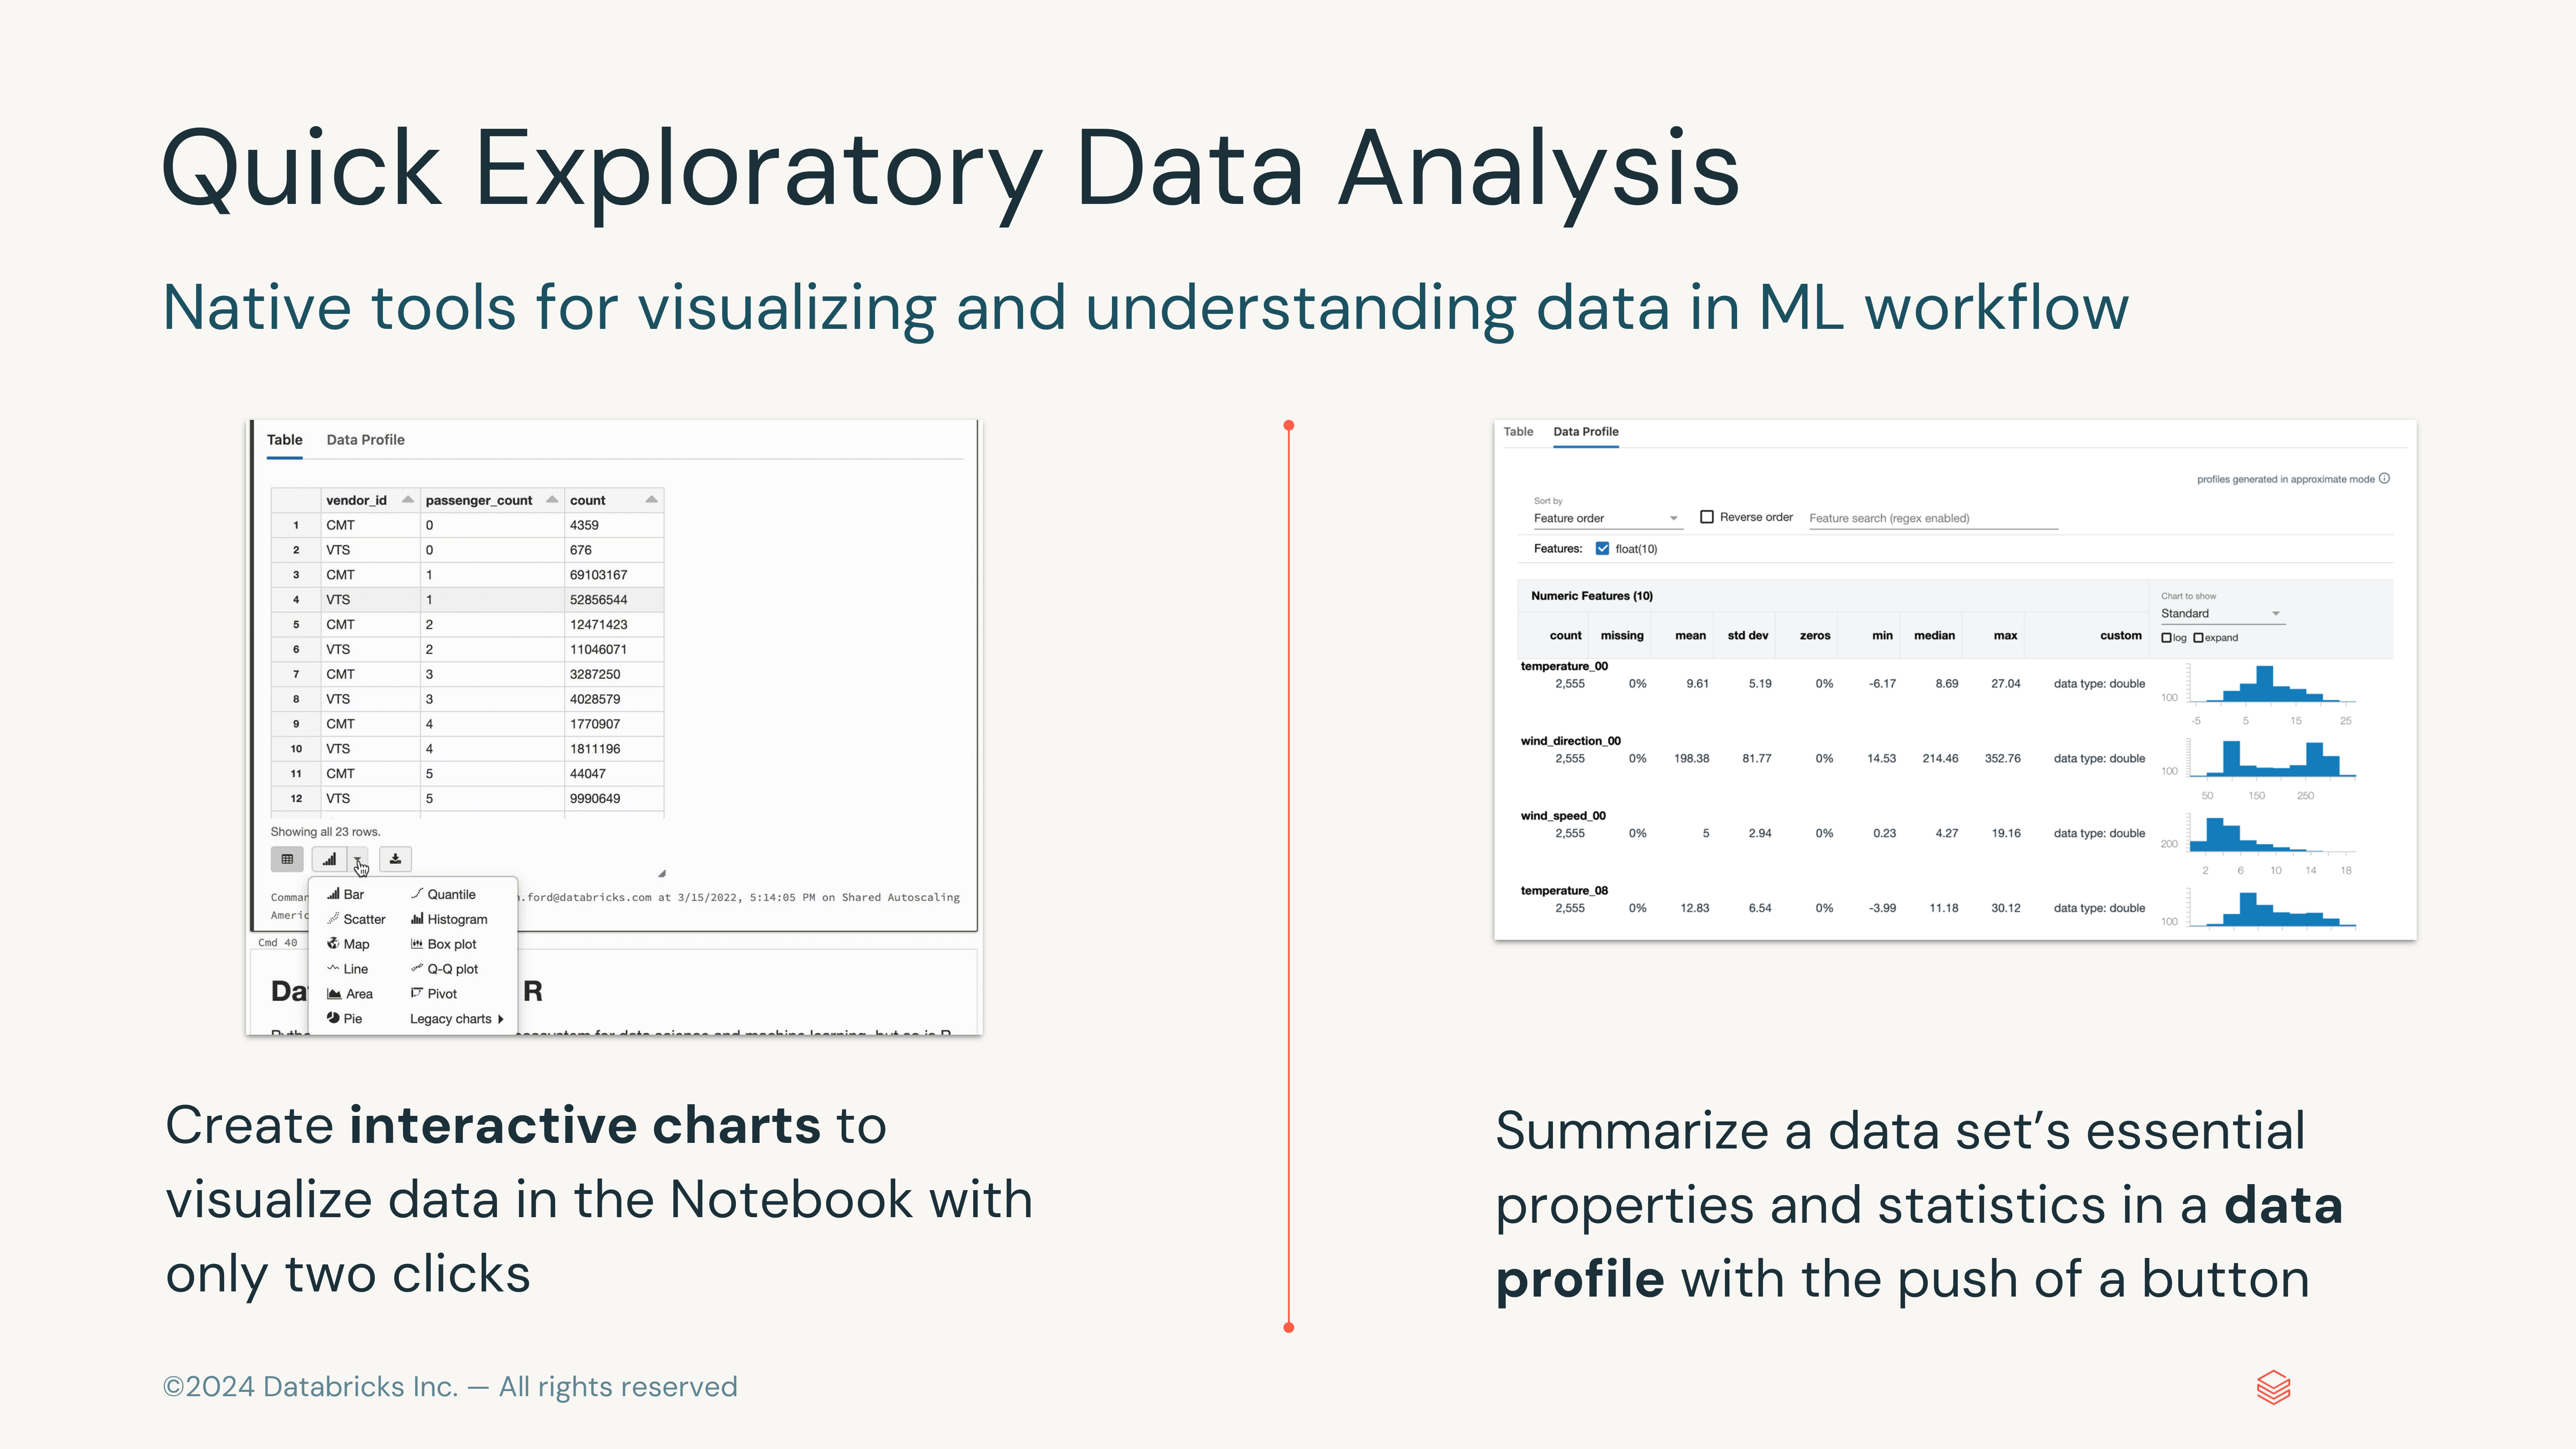 Quick Exploratory Data Analysis
Native tools for visualizing and understanding data in ML workflow
Table Data Profile
vendor_id passenger_count count
1 CMT 0 4359
2 VTS 0 676
3 CMT 1 69103167
4 VTS 1 52856544
5 CMT 2 12471423
6 VTS 2 11046071
7 CMT 3 3287250
8 VTS 3 4028579
9 CMT 4 1770907
10 VTS 4 1811196
11 CMT 5 44047
12 VTS 5 9990649
Showing all 23 rows.
Bar Quantile
Scatter Histogram
Map Box plot
Line Q-Q plot
Area Pivot
Pie Legacy charts
.ford@databricks.com at 3/15/2022, 5:14:05 PM on Shared Autoscaling
Cmd 40
R
for data science and machine learning, but so is R
Create interactive charts to
visualize data in the Notebook with
only two clicks
Table Data Profile
profiles generated in approximate mode
Sort by
Feature order Reverse order Feature search (regex enabled)
Features: float(10)
Numeric Features (10)
Chart to show
Standard
log expand
count missing mean std dev zeros min median max custom
temperature_00
2,555 0% 9.61 5.19 0% -6.17 8.69 27.04 data type: double
100
-5 5 15 25
wind_direction_00
2,555 0% 198.38 81.77 0% 14.53 214.46 352.76 data type: double
100
50 150 250
wind_speed_00
2,555 0% 5 2.94 0% 0.23 4.27 19.16 data type: double
200
2 6 10 14 18
temperature_08
2,555 0% 12.83 6.54 0% -3.99 11.18 30.12 data type: double
100
Summarize a data set’s essential
properties and statistics in a data
profile with the push of a button
©2024 Databricks Inc. — All rights reserved